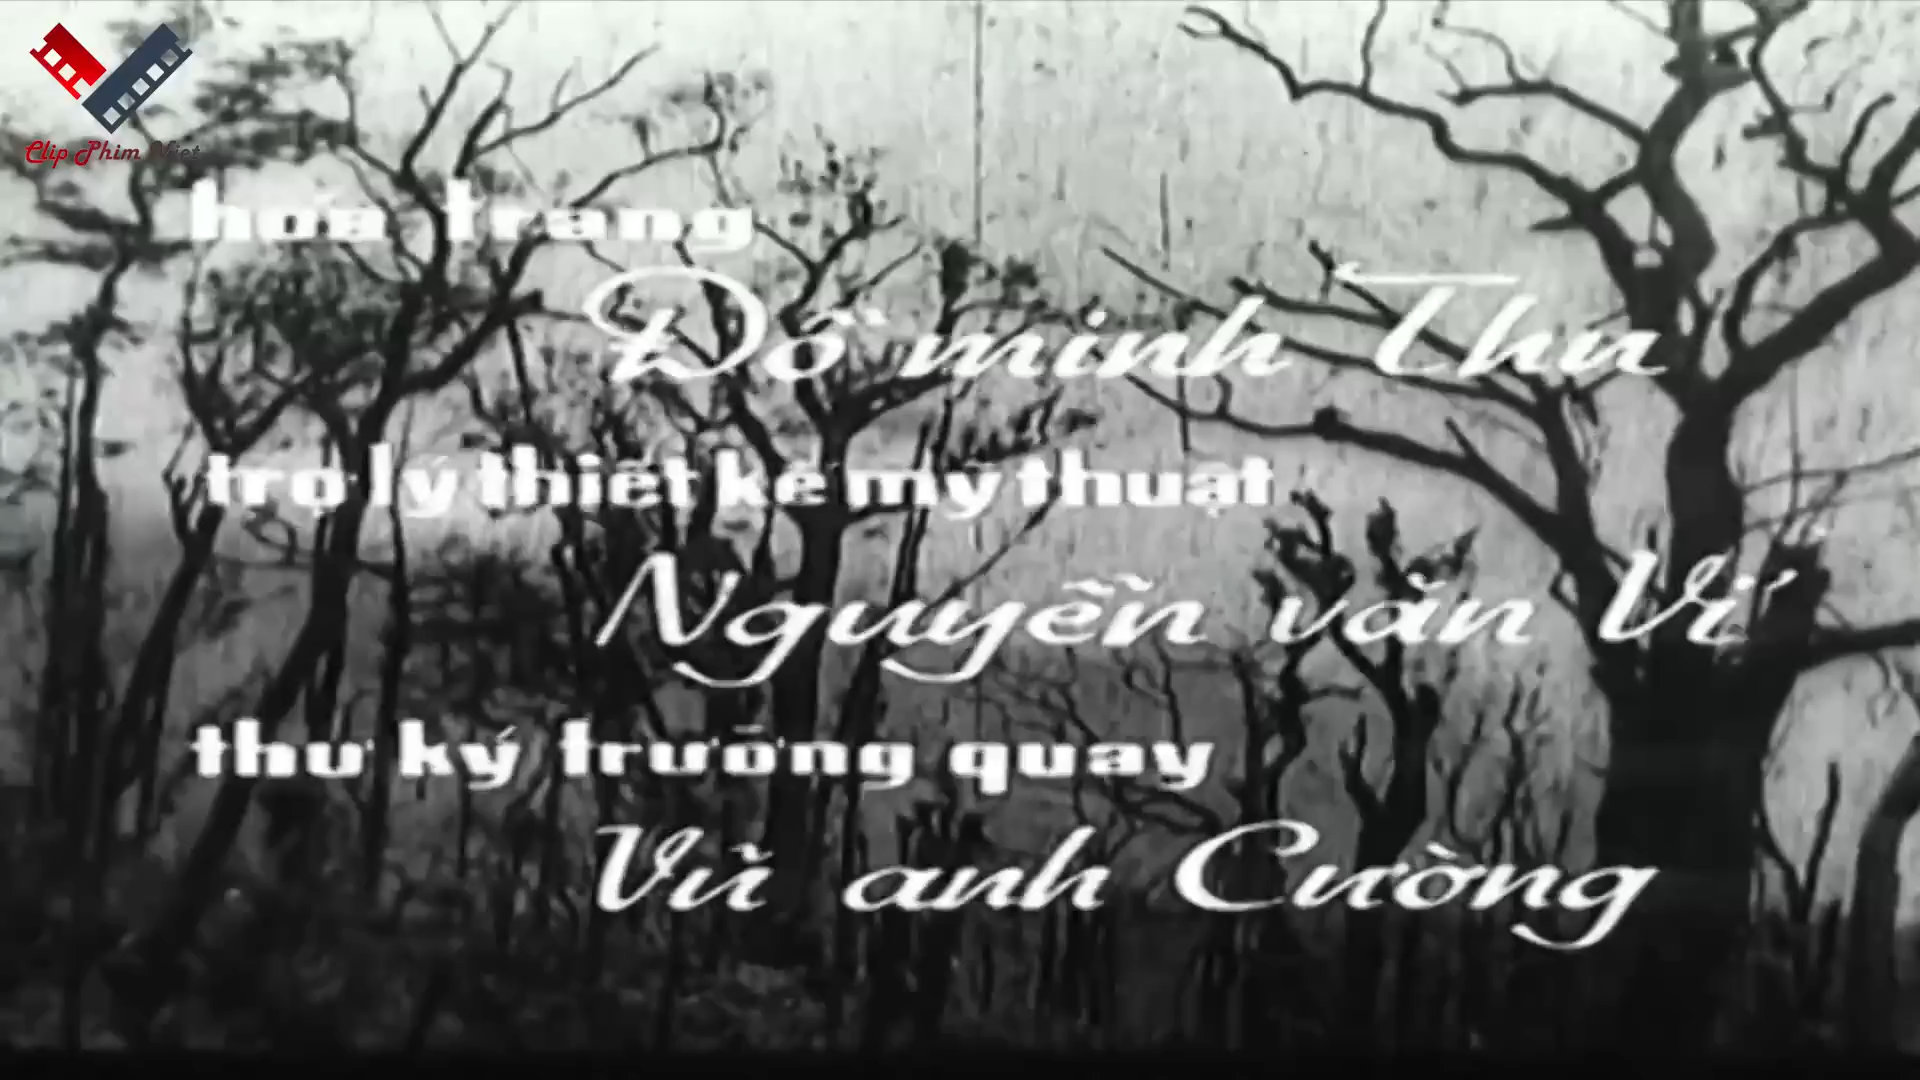 Clip Phim Việt
hóa trang
Đỗ minh Thu
trợ lý thiết kế mỹ thuật
Nguyễn văn Vỉ
thư ký trường quay
Vũ anh Cường